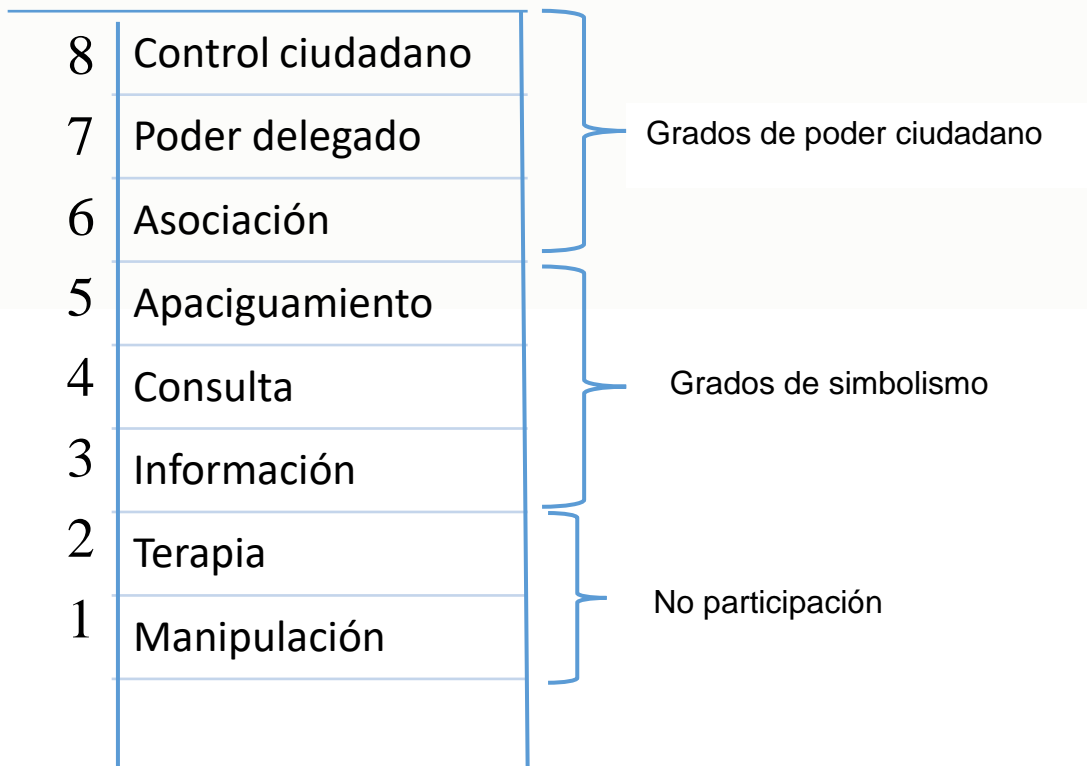 8 Control ciudadano
7 Poder delegado
Grados de poder ciudadano
6 Asociación
5 Apaciguamiento
4 Consulta
Grados de simbolismo
3 Información
2 Terapia
No participación
1 Manipulación